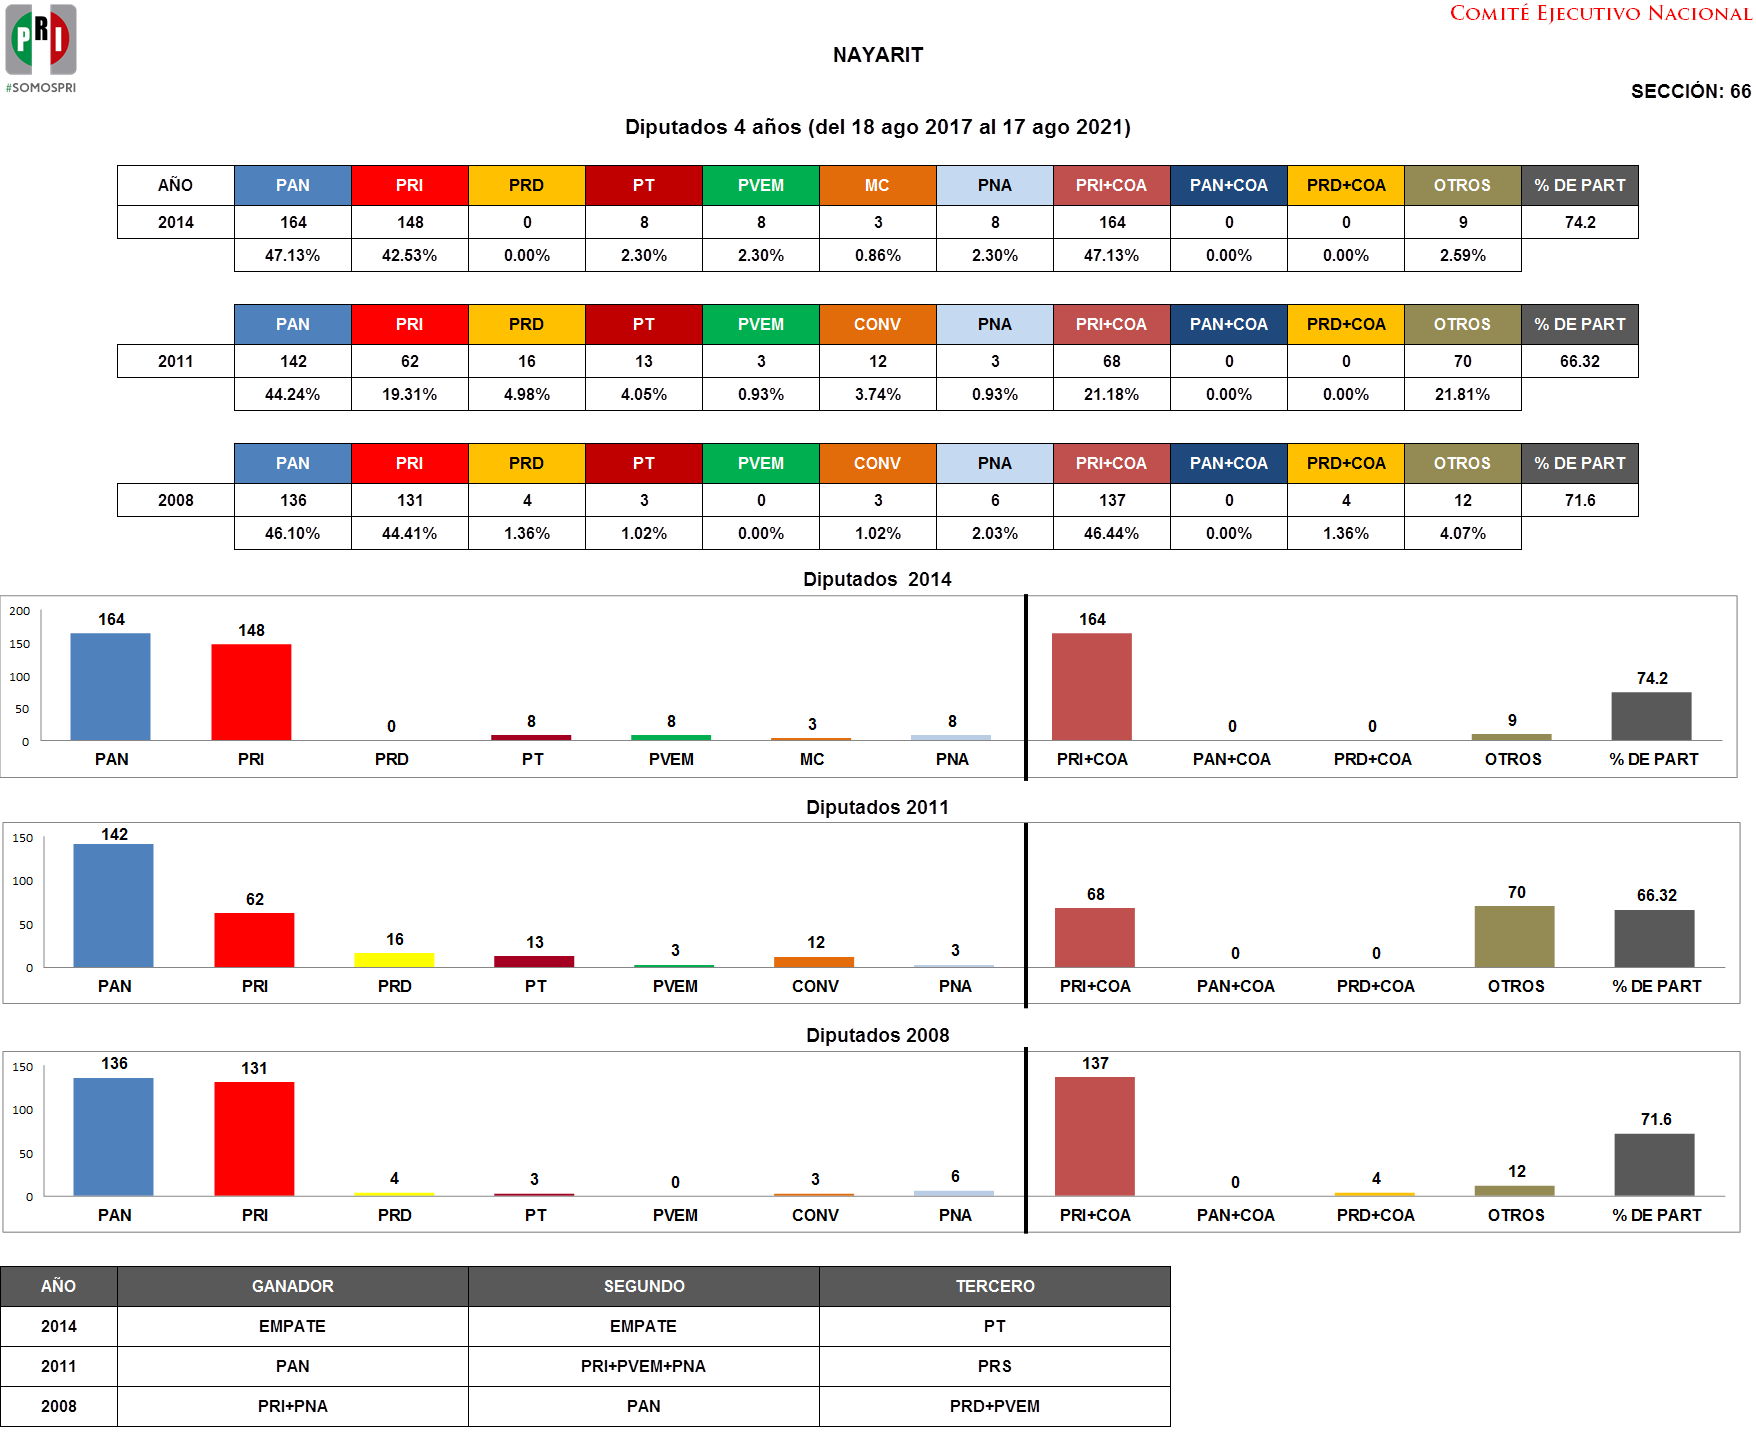 PRI
#SOMOSPRI
COMITÉ EJECUTIVO NACIONAL
NAYARIT
SECCIÓN: 66
Diputados 4 años (del 18 ago 2017 al 17 ago 2021)
AÑO PAN PRI PRD PT PVEM MC PNA PRI+COA PAN+COA PRD+COA OTROS % DE PART
2014 164 148 0 8 8 3 8 164 0 0 9 74.2
47.13% 42.53% 0.00% 2.30% 2.30% 0.86% 2.30% 47.13% 0.00% 0.00% 2.59%
PAN PRI PRD PT PVEM CONV PNA PRI+COA PAN+COA PRD+COA OTROS % DE PART
2011 142 62 16 13 3 12 3 68 0 0 70 66.32
44.24% 19.31% 4.98% 4.05% 0.93% 3.74% 0.93% 21.18% 0.00% 0.00% 21.81%
PAN PRI PRD PT PVEM CONV PNA PRI+COA PAN+COA PRD+COA OTROS % DE PART
2008 136 131 4 3 0 3 6 137 0 4 12 71.6
46.10% 44.41% 1.36% 1.02% 0.00% 1.02% 2.03% 46.44% 0.00% 1.36% 4.07%
Diputados 2014
200
150
100
50
0
164 148 0 8 8 3 8 164 0 0 9 74.2
PAN PRI PRD PT PVEM MC PNA PRI+COA PAN+COA PRD+COA OTROS % DE PART
Diputados 2011
150
100
50
0
142 62 16 13 3 12 3 68 0 0 70 66.32
PAN PRI PRD PT PVEM CONV PNA PRI+COA PAN+COA PRD+COA OTROS % DE PART
Diputados 2008
150
100
50
0
136 131 4 3 0 3 6 137 0 4 12 71.6
PAN PRI PRD PT PVEM CONV PNA PRI+COA PAN+COA PRD+COA OTROS % DE PART
AÑO GANADOR SEGUNDO TERCERO
2014 EMPATE EMPATE PT
2011 PAN PRI+PVEM+PNA PRS
2008 PRI+PNA PAN PRD+PVEM